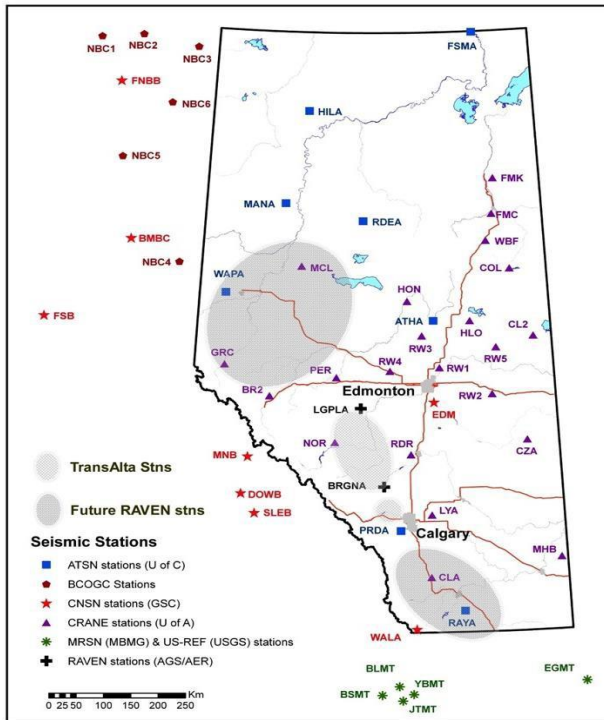 NBC1
NBC2
NBC3
FSMA
FNBB
NBC6
HILA
NBC5
FMK
MANA
FMC
RDEA
WBF
BMBC
NBC4
MCL
COL
WAPA
HON
FSB
ATHA
HLO
CL2
RW3
RW5
GRC
PER
RW4
RW1
BR2
Edmonton
RW2
LGPLA
EDM
NOR
RDR
CZA
MNB
TransAlta Stns
BRGNA
DOWB
Future RAVEN stns
SLEB
LYA
PRDA
Calgary
Seismic Stations
ATSN stations (U of C)
BCOGC Stations
CNSN stations (GSC)
CRANE stations (U of A)
MRSN (MBMG) & US-REF (USGS) stations
RAVEN stations (AGS/AER)
MHB
CLA
RAYA
WALA
BLMT
YBMT
EGMT
BSMT
JTMT
0 25 50 100 150 200 250
Km